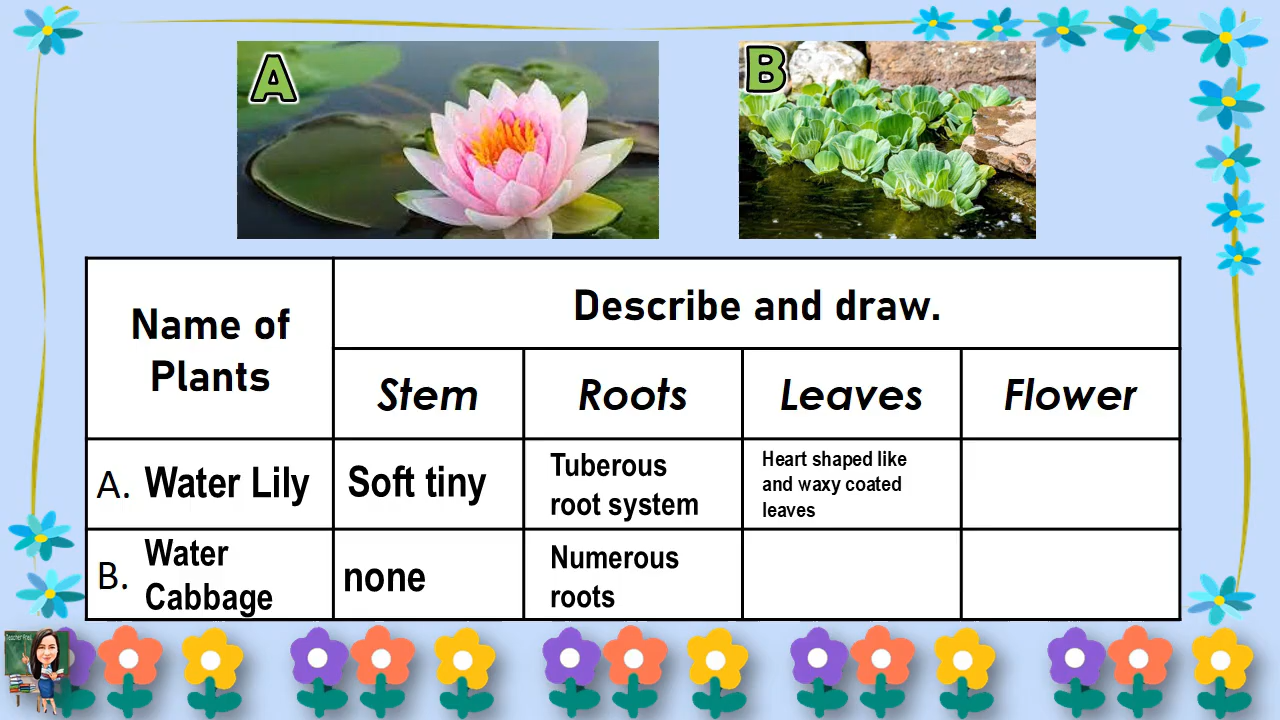 A
B
Name of
Plants
Describe and draw.
Stem
Roots
Leaves
Flower
A. Water Lily
Soft tiny
Tuberous
root system
Heart shaped like
and waxy coated
leaves
B. Water
Cabbage
none
Numerous
roots